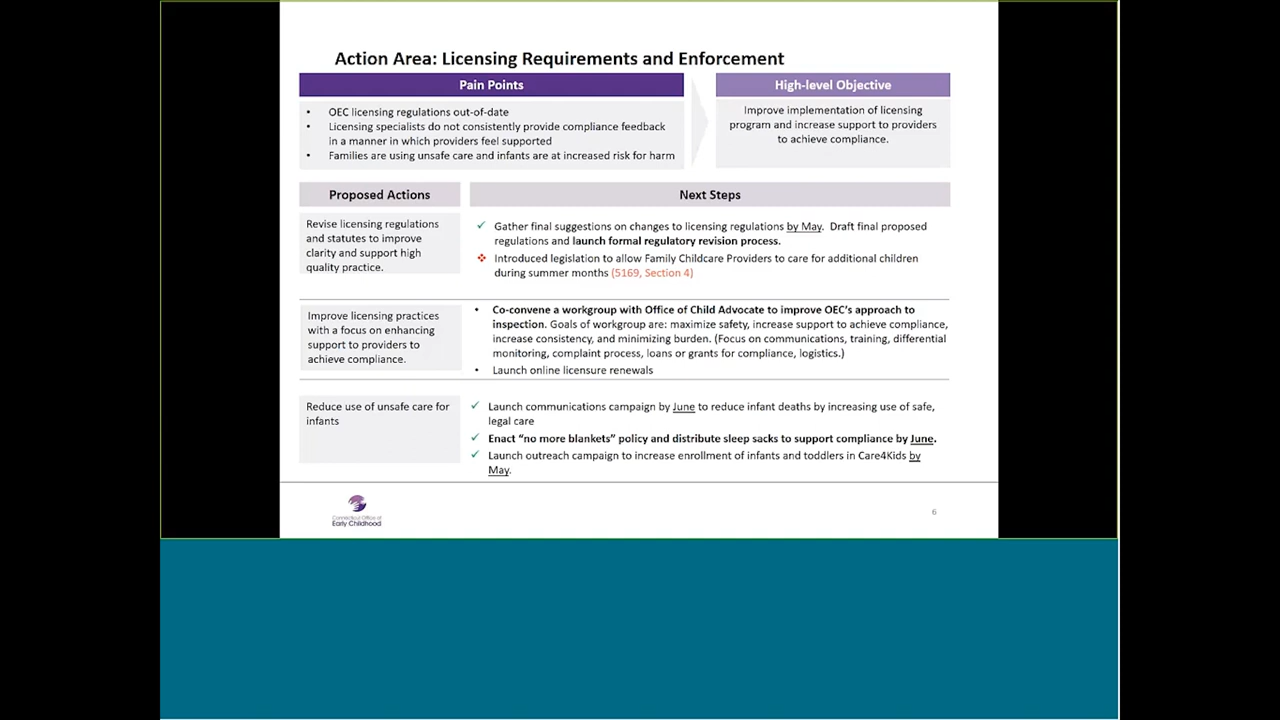 Action Area: Licensing Requirements and Enforcement
Pain Points
High-level Objective
• OEC licensing regulations out-of-date
• Licensing specialists do not consistently provide compliance feedback
in a manner in which providers feel supported
• Families are using unsafe care and infants are at increased risk for harm
Improve implementation of licensing
program and increase support to providers
to achieve compliance.
Proposed Actions
Next Steps
Revise licensing regulations
and statutes to improve
clarity and support high
quality practice.
✓ Gather final suggestions on changes to licensing regulations by May. Draft final proposed
regulations and launch formal regulatory revision process.
❖ Introduced legislation to allow Family Childcare Providers to care for additional children
during summer months (5169, Section 4)
Improve licensing practices
with a focus on enhancing
support to providers to
achieve compliance.
• Co-convene a workgroup with Office of Child Advocate to improve OEC's approach to
inspection. Goals of workgroup are: maximize safety, increase support to achieve compliance,
increase consistency, and minimizing burden. (Focus on communications, training, differential
monitoring, complaint process, loans or grants for compliance, logistics.)
• Launch online licensure renewals
Reduce use of unsafe care for
infants
✓ Launch communications campaign by June to reduce infant deaths by increasing use of safe,
legal care
✓ Enact “no more blankets” policy and distribute sleep sacks to support compliance by June.
✓ Launch outreach campaign to increase enrollment of infants and toddlers in Care4Kids by
May.
Connecticut Office of
Early Childhood
6